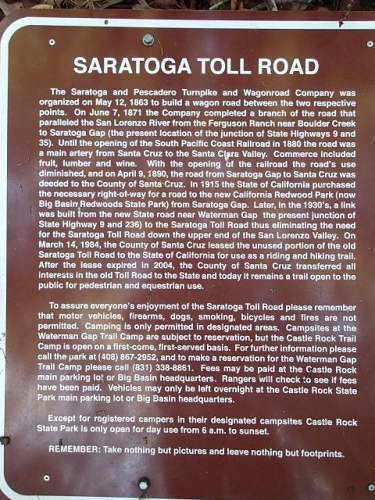 SARATOGA TOLL ROAD
The Saratoga and Pescadero Turnpike and Wagonroad Company was
organized on May 12, 1863 to build a wagon road between the two respective
points. On June 7, 1871 the Company completed a branch of the road that
paralleled the San Lorenzo River from the Ferguson Ranch near Boulder Creek
to Saratoga Gap (the present location of the junction of State Highways 9 and
35). Until the opening of the South Pacific Coast Railroad in 1880 the road was
a main artery from Santa Cruz to the Santa Clara Valley. Commerce included
fruit, lumber and wine. With the opening of the railroad the road's use
diminished, and on April 9, 1890, the road from Saratoga Gap to Santa Cruz was
deeded to the County of Santa Cruz. In 1915 the State of California purchased
the necessary right-of-way for a road to the new California Redwood Park (now
Big Basin Redwoods State Park) from Saratoga Gap. Later, in the 1930's, a link
was built from the new State road near Waterman Gap the present junction of
State Highway 9 and 236) to the Saratoga Toll Road thus eliminating the need
for the Saratoga Toll Road down the upper end of the San Lorenzo Valley. On
March 14, 1984, the County of Santa Cruz leased the unused portion of the old
Saratoga Toll Road to the State of California for use as a riding and hiking trail.
After the lease expired in 2004, the County of Santa Cruz transferred all
interests in the old Toll Road to the State and today it remains a trail open to the
public for pedestrian and equestrian use.
To assure everyone's enjoyment of the Saratoga Toll Road please remember
that motor vehicles, firearms, dogs, smoking, bicycles and fires are not
permitted. Camping is only permitted in designated areas. Campsites at the
Waterman Gap Trail Camp are subject to reservation, but the Castle Rock Trail
Camp is open on a first-come, first-served basis. For further information please
call the park at (408) 867-2952, and to make a reservation for the Waterman Gap
Trail Camp please call (831) 338-8861. Fees may be paid at the Castle Rock
main parking lot or Big Basin headquarters. Rangers will check to see if fees
have been paid. Vehicles may only be left overnight at the Castle Rock State
Park main parking lot or Big Basin headquarters.
Except for registered campers in their designated campsites Castle Rock
State Park is only open for day use from 6 a.m. to sunset.
REMEMBER: Take nothing but pictures and leave nothing but footprints.